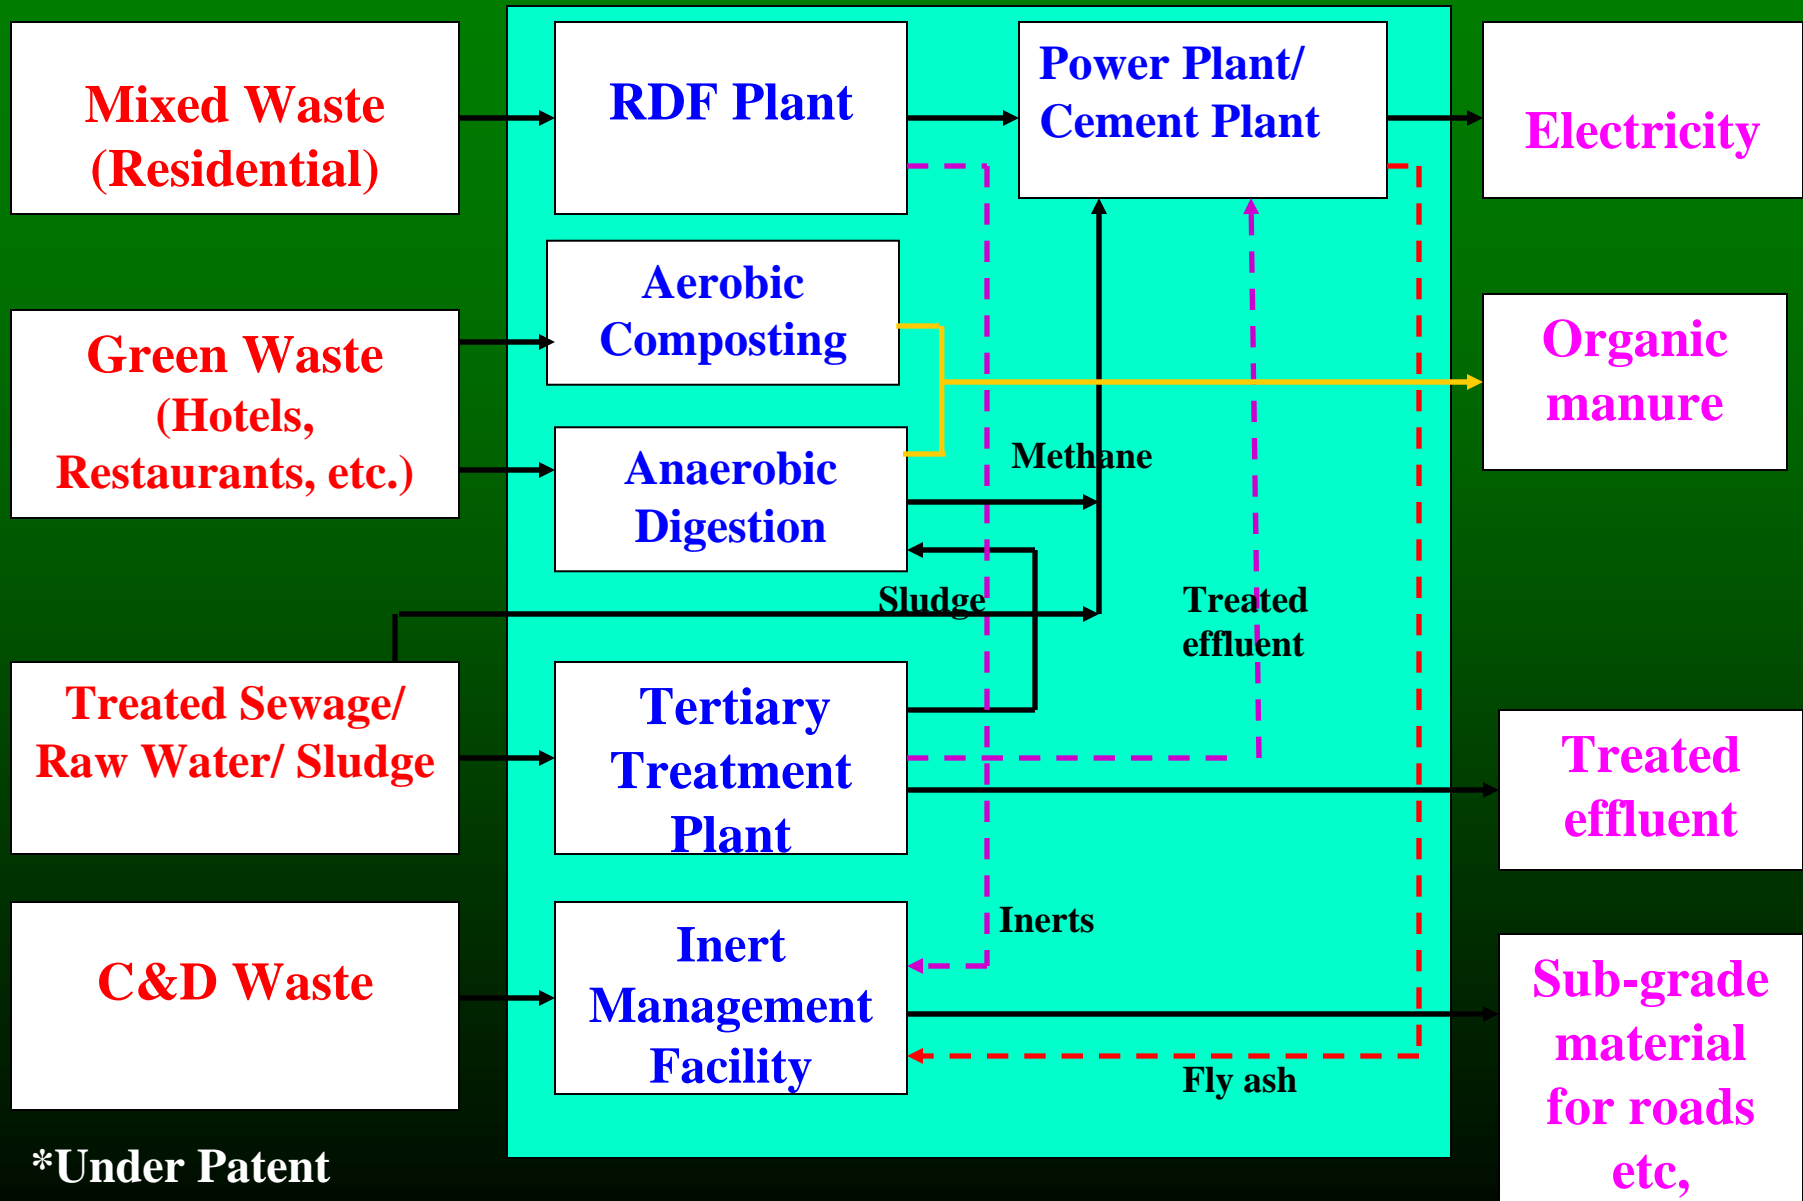 Mixed Waste
(Residential)
RDF Plant
Power Plant/
Cement Plant
Electricity
Green Waste
(Hotels,
Restaurants, etc.)
Aerobic
Composting
Organic
manure
Anaerobic
Digestion
Methane
Sludge
Treated
effluent
Treated Sewage/
Raw Water/ Sludge
Tertiary
Treatment
Plant
Treated
effluent
C&D Waste
Inert
Management
Facility
Inerts
Fly ash
Sub-grade
material
for roads
etc,
*Under Patent